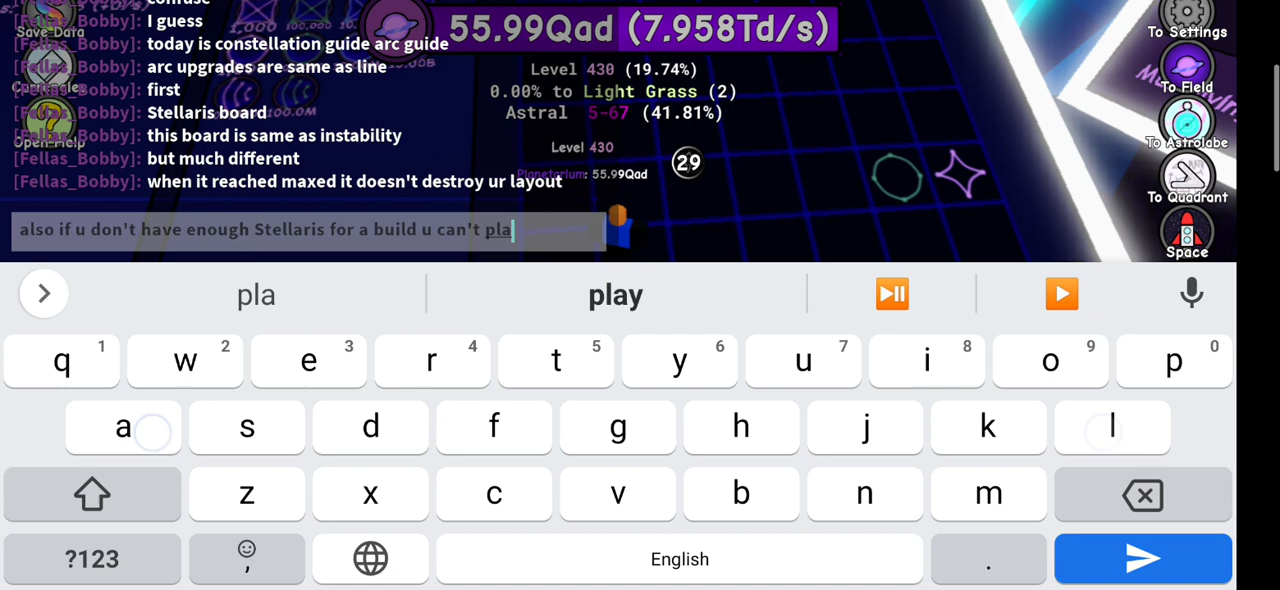 confuse
[Fellas_Bobby]: I guess
[Fellas_Bobby]: today is constellation guide arc guide
[Fellas_Bobby]: arc upgrades are same as line
[Fellas_Bobby]: first
[Fellas_Bobby]: Stellaris board
[Fellas_Bobby]: this board is same as instability
[Fellas_Bobby]: but much different
[Fellas_Bobby]: when it reached maxed it doesn't destroy ur layout
also if u don't have enough Stellaris for a build u can't pla
Save Data
Open Help
1,000
100.0M
55.99Qad (7.958Td/s)
Level 430 (19.74%)
0.00% to Light Grass (2)
Astral 5-67 (41.81%)
Level 430
Planetarium: 55.99Qad
29
To Settings
To Field
To Astrolabe
To Quadrant
Space
pla play
q 1 w 2 e 3 r 4 t 5 y 6 u 7 i 8 o 9 p 0
a s d f g h j k l
z x c v b n m
?123 , English .